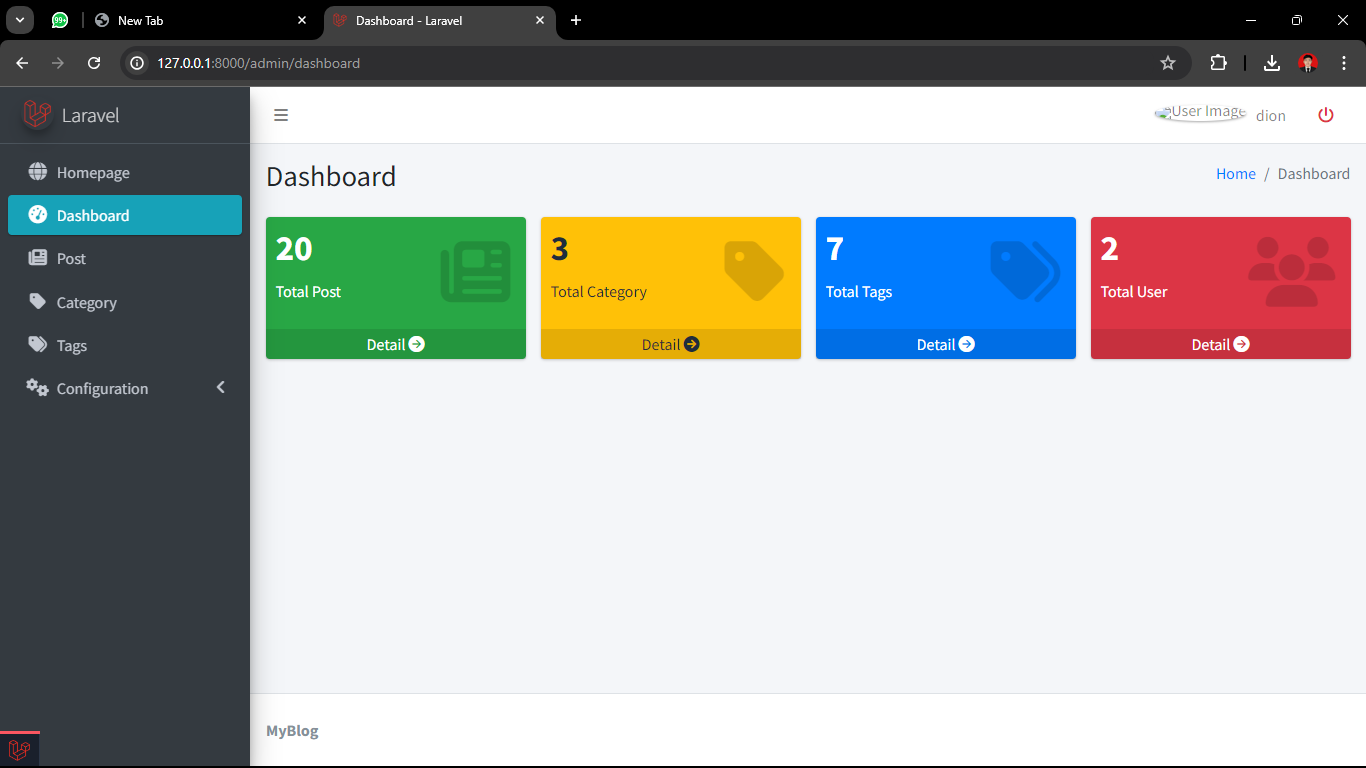 99+
New Tab
Dashboard - Laravel
127.0.0.1:8000/admin/dashboard
Laravel
User Image
dion
Homepage
Dashboard
Post
Category
Tags
Configuration
Dashboard
Home / Dashboard
20
Total Post
Detail
3
Total Category
Detail
7
Total Tags
Detail
2
Total User
Detail
MyBlog